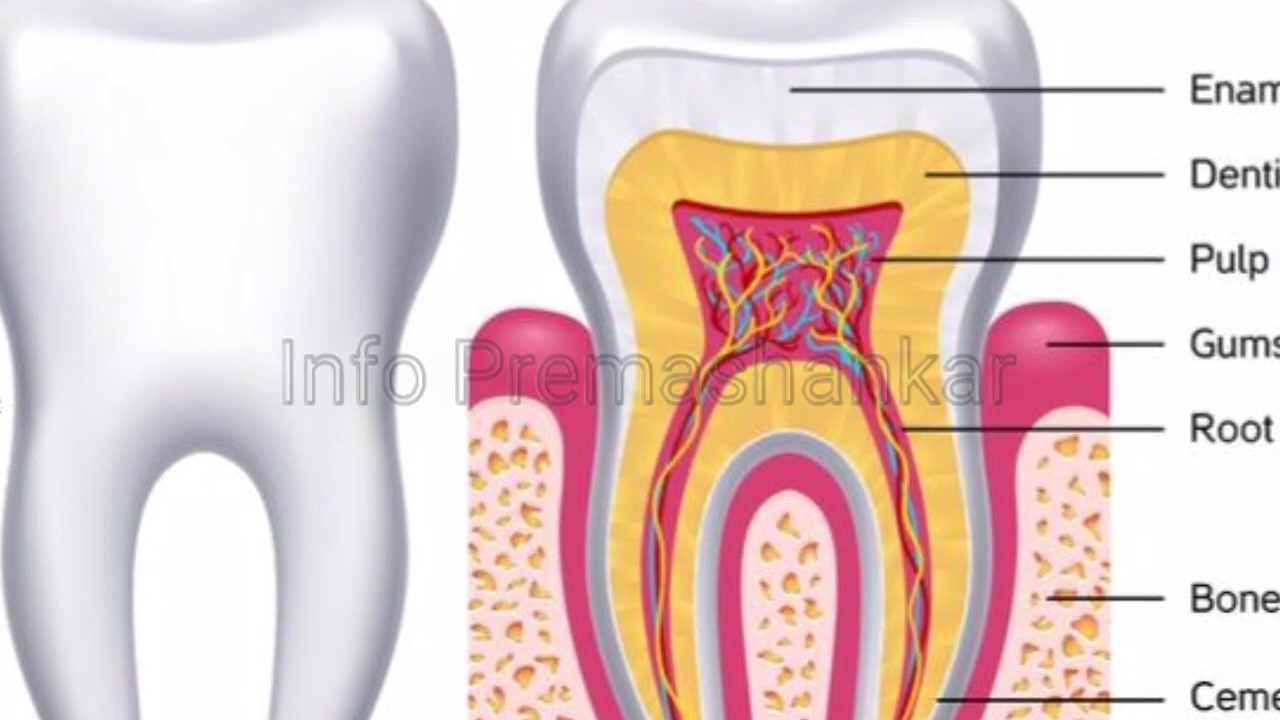 Enam
Denti
Pulp
Info Premashankar
Gums
Root
Bone
Ceme